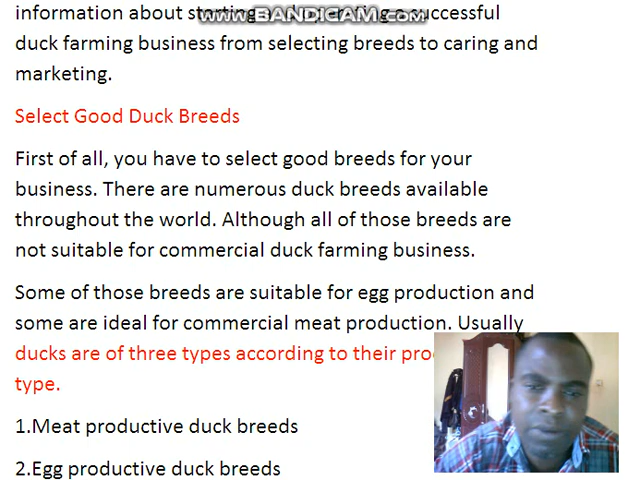 information about starting a successful
www.BANDICAM.com
duck farming business from selecting breeds to caring and
marketing.
Select Good Duck Breeds
First of all, you have to select good breeds for your
business. There are numerous duck breeds available
throughout the world. Although all of those breeds are
not suitable for commercial duck farming business.
Some of those breeds are suitable for egg production and
some are ideal for commercial meat production. Usually
ducks are of three types according to their
type.
1.Meat productive duck breeds
2.Egg productive duck breeds